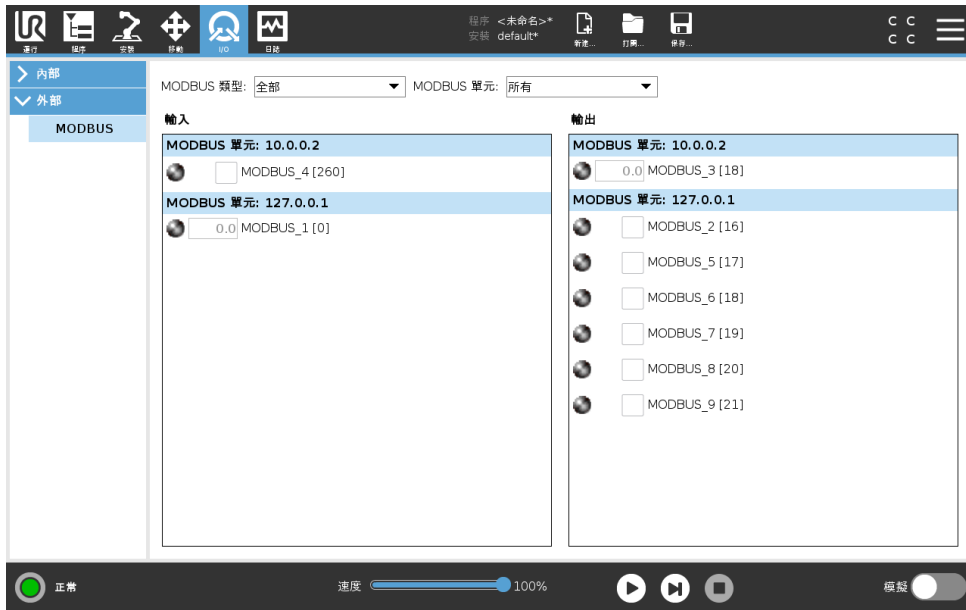 UR
運行
程序
安裝
移動
I/O
日誌
程序 <未命名>*
安裝 default*
新建...
打開...
保存...
C C
C C
內部
外部
MODBUS
MODBUS 類型: 全部
MODBUS 單元: 所有
輸入
MODBUS 單元: 10.0.0.2
MODBUS_4 [260]
MODBUS 單元: 127.0.0.1
0.0 MODBUS_1 [0]
輸出
MODBUS 單元: 10.0.0.2
0.0 MODBUS_3 [18]
MODBUS 單元: 127.0.0.1
MODBUS_2 [16]
MODBUS_5 [17]
MODBUS_6 [18]
MODBUS_7 [19]
MODBUS_8 [20]
MODBUS_9 [21]
正常
速度 100%
模擬